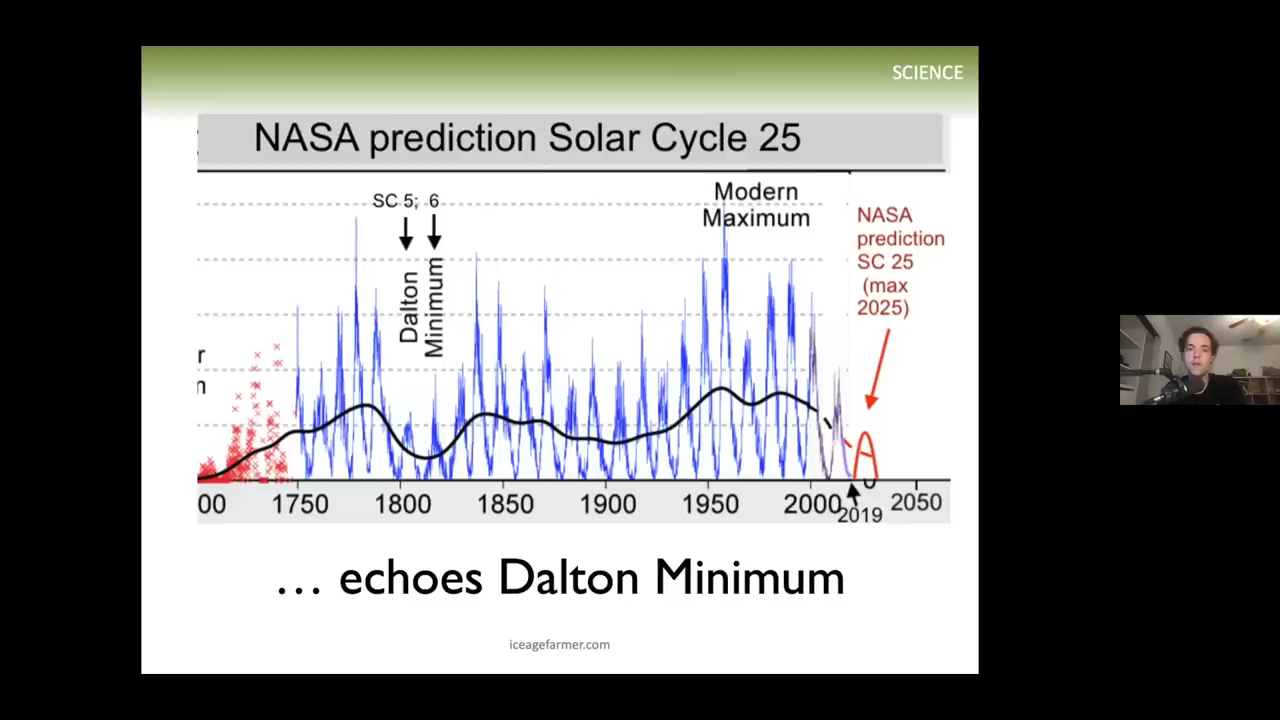 SCIENCE
NASA prediction Solar Cycle 25
SC 5; 6
Modern
Maximum
NASA
prediction
SC 25
(max
2025)
Dalton
Minimum
r
n
00 1750 1800 1850 1900 1950 2000 2050
2019
… echoes Dalton Minimum
iceagefarmer.com